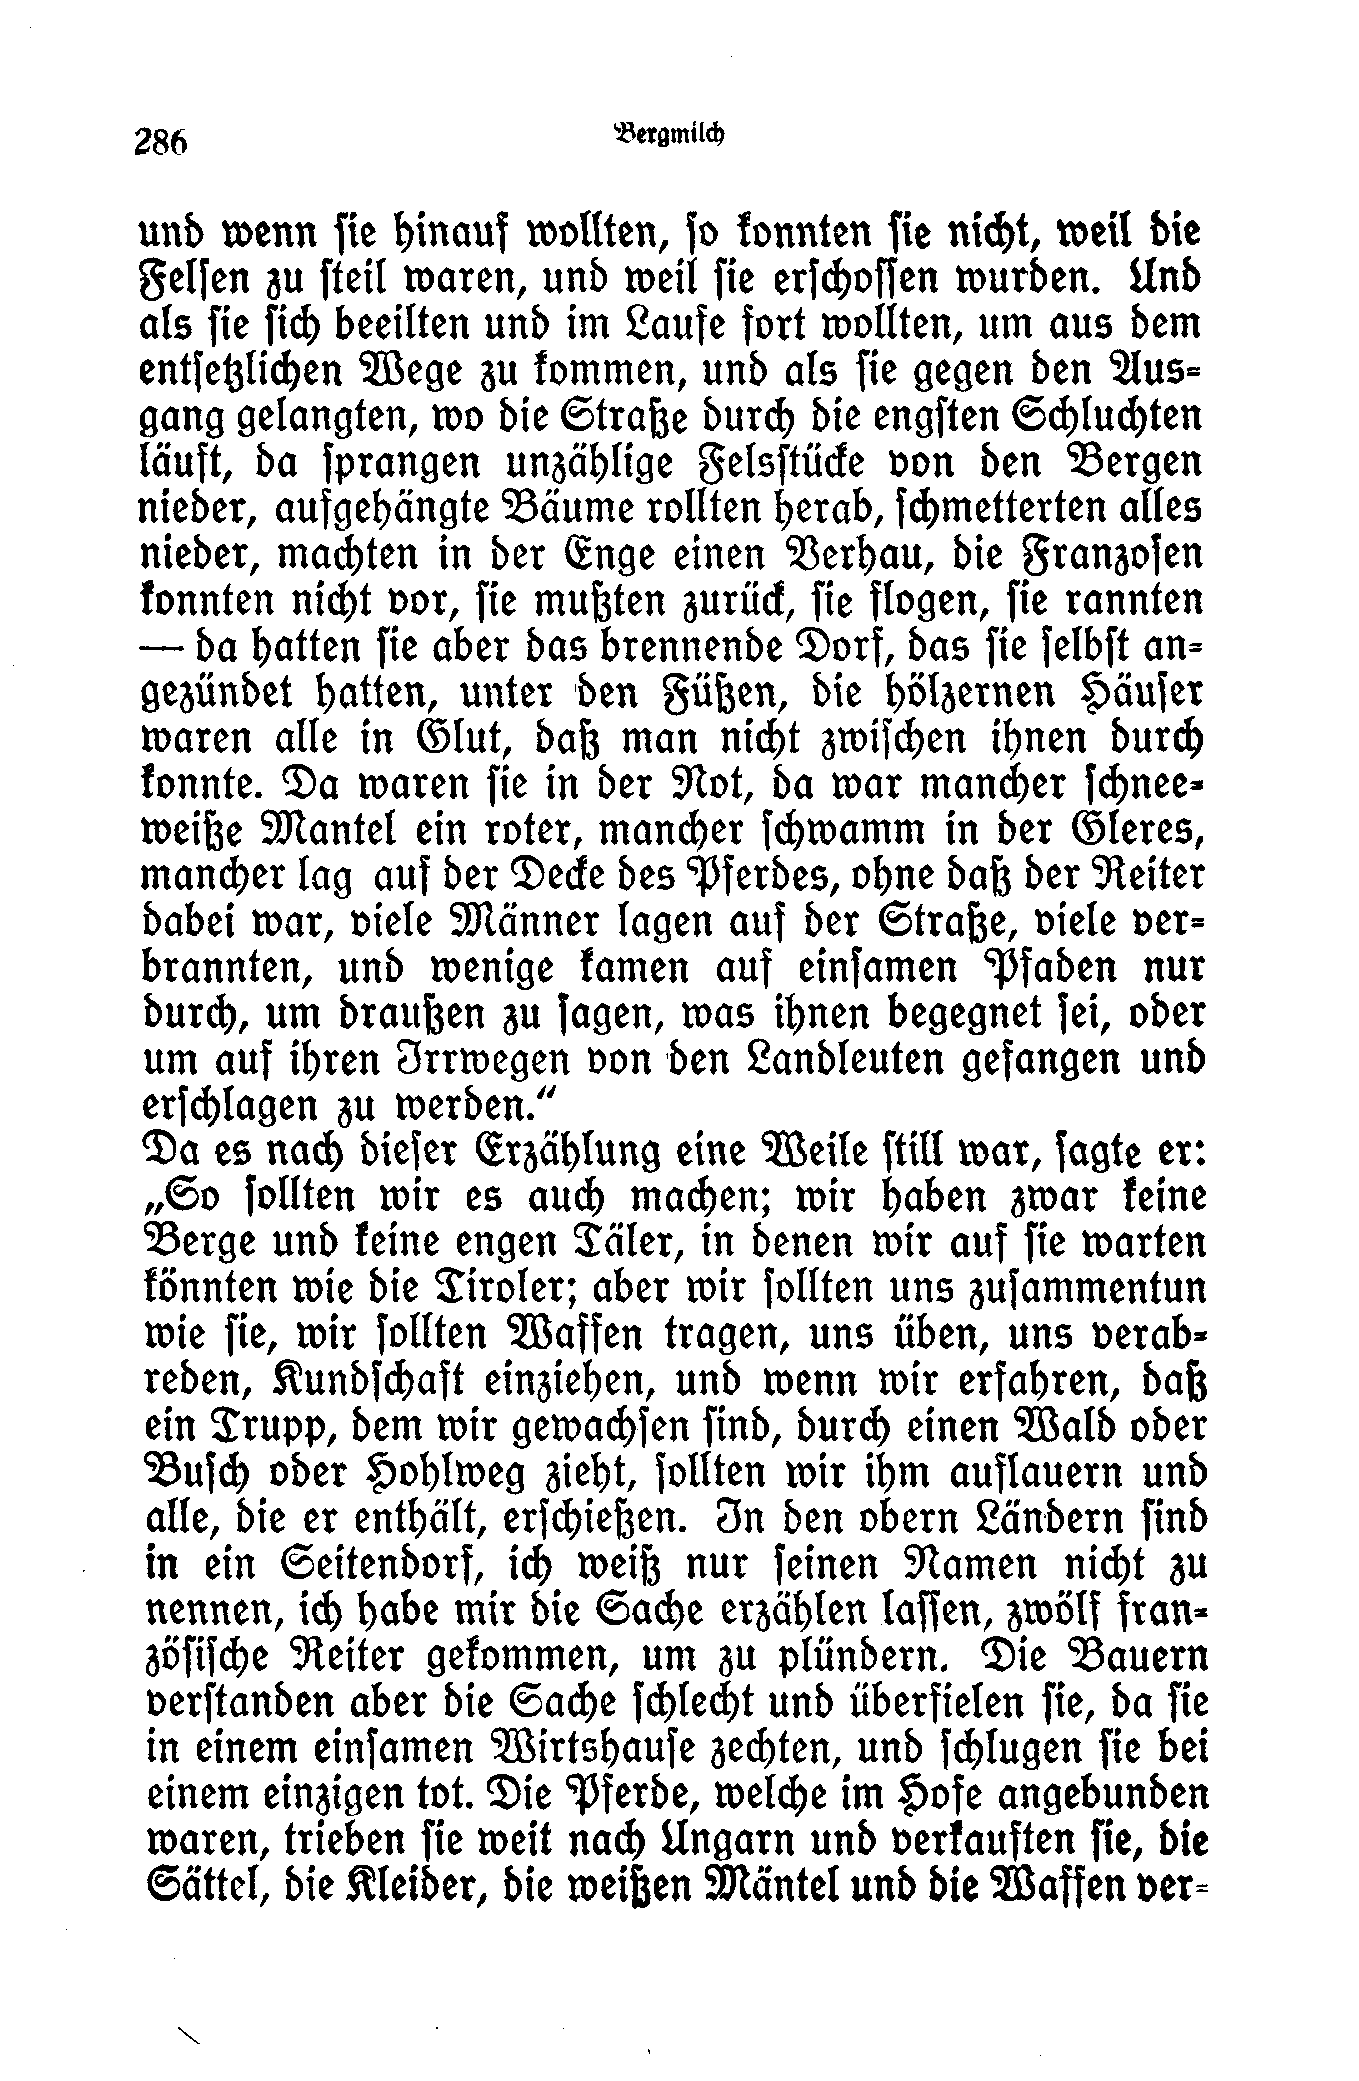 286
Bergmilch
und wenn sie hinauf wollten, so konnten sie nicht, weil die
Felsen zu steil waren, und weil sie erschossen wurden. Und
als sie sich beeilten und im Laufe fort wollten, um aus dem
entsetzlichen Wege zu kommen, und als sie gegen den Aus-
gang gelangten, wo die Straße durch die engsten Schluchten
läuft, da sprangen unzählige Felsstücke von den Bergen
nieder, aufgehängte Bäume rollten herab, schmetterten alles
nieder, machten in der Enge einen Verhau, die Franzosen
konnten nicht vor, sie mußten zurück, sie flogen, sie rannten
— da hatten sie aber das brennende Dorf, das sie selbst an-
gezündet hatten, unter den Füßen, die hölzernen Häuser
waren alle in Glut, daß man nicht zwischen ihnen durch
konnte. Da waren sie in der Not, da war mancher schnee-
weiße Mantel ein roter, mancher schwamm in der Gleres,
mancher lag auf der Decke des Pferdes, ohne daß der Reiter
dabei war, viele Männer lagen auf der Straße, viele ver-
brannten, und wenige kamen auf einsamen Pfaden nur
durch, um draußen zu sagen, was ihnen begegnet sei, oder
um auf ihren Irrwegen von den Landleuten gefangen und
erschlagen zu werden.“
Da es nach dieser Erzählung eine Weile still war, sagte er:
„So sollten wir es auch machen; wir haben zwar keine
Berge und keine engen Täler, in denen wir auf sie warten
könnten wie die Tiroler; aber wir sollten uns zusammentun
wie sie, wir sollten Waffen tragen, uns üben, uns verab-
reden, Kundschaft einziehen, und wenn wir erfahren, daß
ein Trupp, dem wir gewachsen sind, durch einen Wald oder
Busch oder Hohlweg zieht, sollten wir ihm auflauern und
alle, die er enthält, erschießen. In den obern Ländern sind
in ein Seitendorf, ich weiß nur seinen Namen nicht zu
nennen, ich habe mir die Sache erzählen lassen, zwölf fran-
zösische Reiter gekommen, um zu plündern. Die Bauern
verstanden aber die Sache schlecht und überfielen sie, da sie
in einem einsamen Wirtshause zechten, und schlugen sie bei
einem einzigen tot. Die Pferde, welche im Hofe angebunden
waren, trieben sie weit nach Ungarn und verkauften sie, die
Sättel, die Kleider, die weißen Mäntel und die Waffen ver-